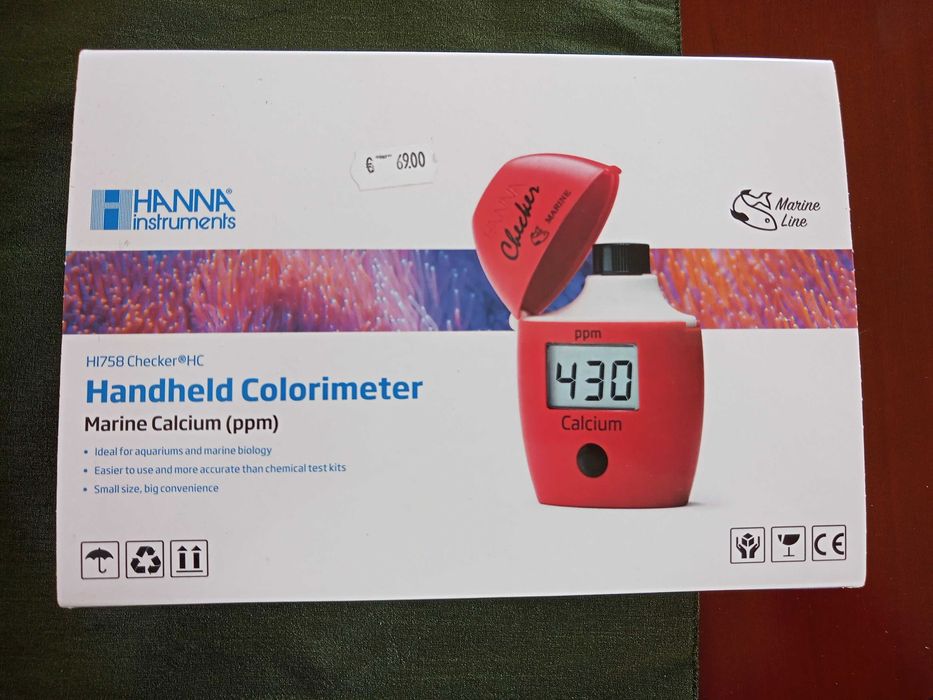 € 69.00
HANNA®
instruments
HANNA
Checker
MARINE
Marine
Line
ppm
430
Calcium
HI758 Checker®HC
Handheld Colorimeter
Marine Calcium (ppm)
• Ideal for aquariums and marine biology
• Easier to use and more accurate than chemical test kits
• Small size, big convenience
CE